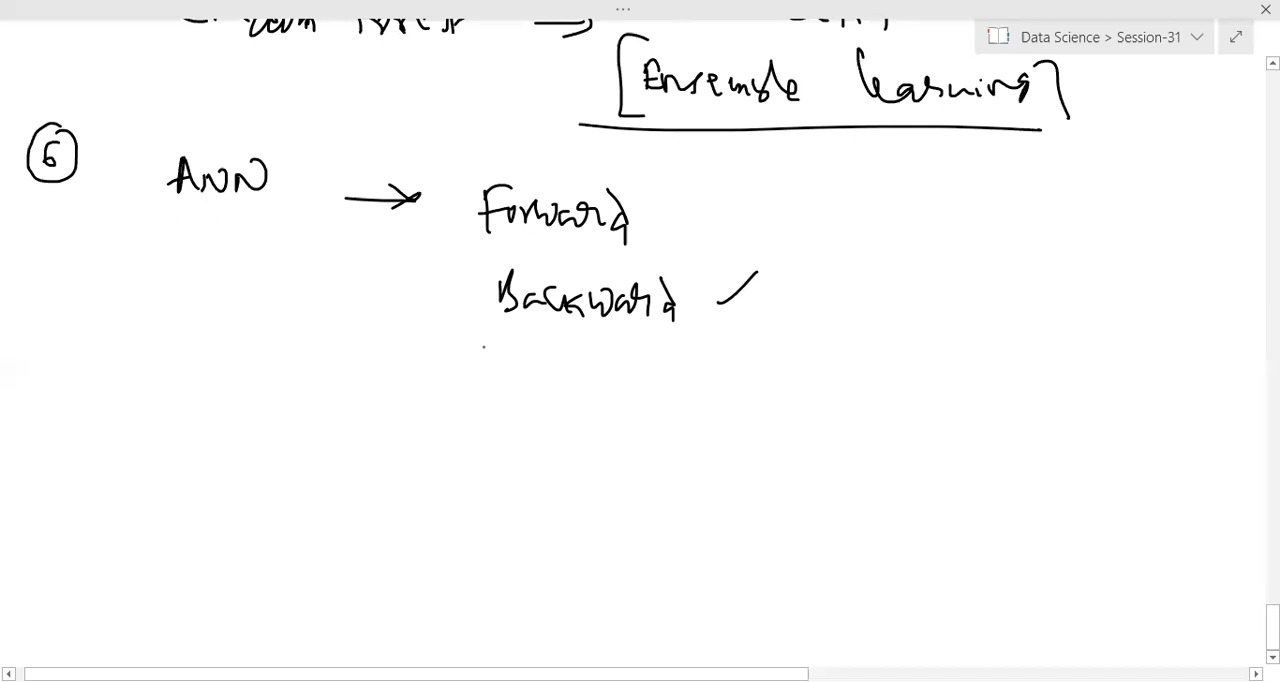 Data Science > Session-31
[Ensemble learning]
6 ANN → Forward
Backward ✓